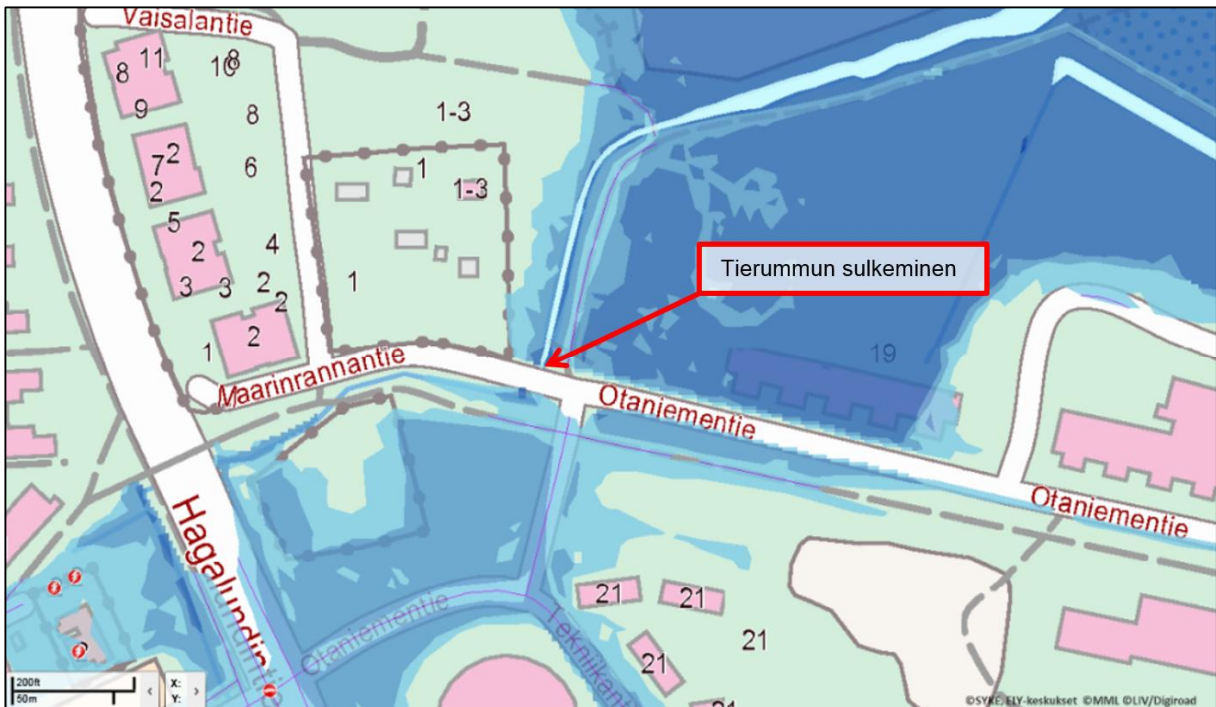 Vaisalantie
11
8
10
8
9
8
1-3
2
7
2
6
1
1-3
5
2
4
3
3
2
2
1
2
1
Tierummun sulkeminen
19
Maarinrannantie
Otaniementie
Otaniementie
Hagalundintie
Otaniementie
Tekniikant
21
21
21
21
21
200ft
50m
<
X:
Y:
>
©SYKE, ELY-keskukset ©MML ©LIV/Digiroad